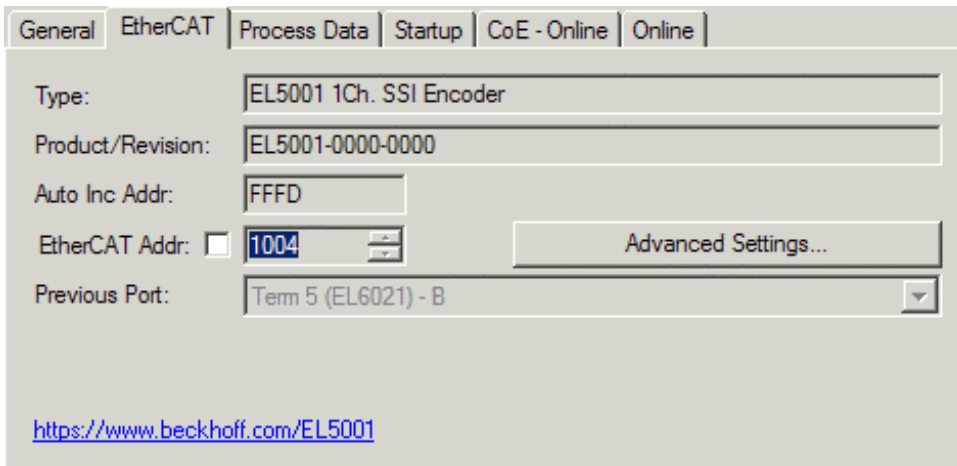 General EtherCAT Process Data Startup CoE - Online Online
Type: EL5001 1Ch. SSI Encoder
Product/Revision: EL5001-0000-0000
Auto Inc Addr: FFFD
EtherCAT Addr: 1004 Advanced Settings...
Previous Port: Term 5 (EL6021) - B
https://www.beckhoff.com/EL5001